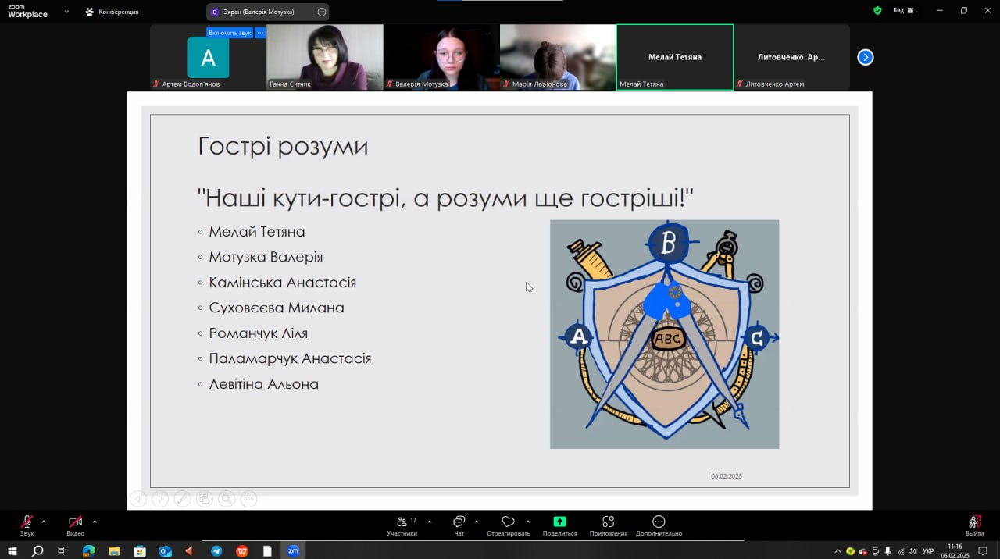 zoom
Workplace
Конференция
В
Экран (Валерія Мотузка)
Вид
Включить звук
A
Артем Водоп'янов
Ганна Ситник
Валерія Мотузка
Марія Ларіонова
Мелай Тетяна
Мелай Тетяна
Литовченко Ар...
Литовченко Артем
Гострі розуми
"Наші кути-гострі, а розуми ще гостріші!"
Мелай Тетяна
Мотузка Валерія
Камінська Анастасія
Суховєєва Милана
Романчук Ліля
Паламарчук Анастасія
Левітіна Альона
B
A
ABC
C
05.02.2025
Звук
Видео
17
Участники
Чат
Отреагировать
Поделиться
Приложения
Дополнительно
Выйти
zm
УКР
11:16
05.02.2025